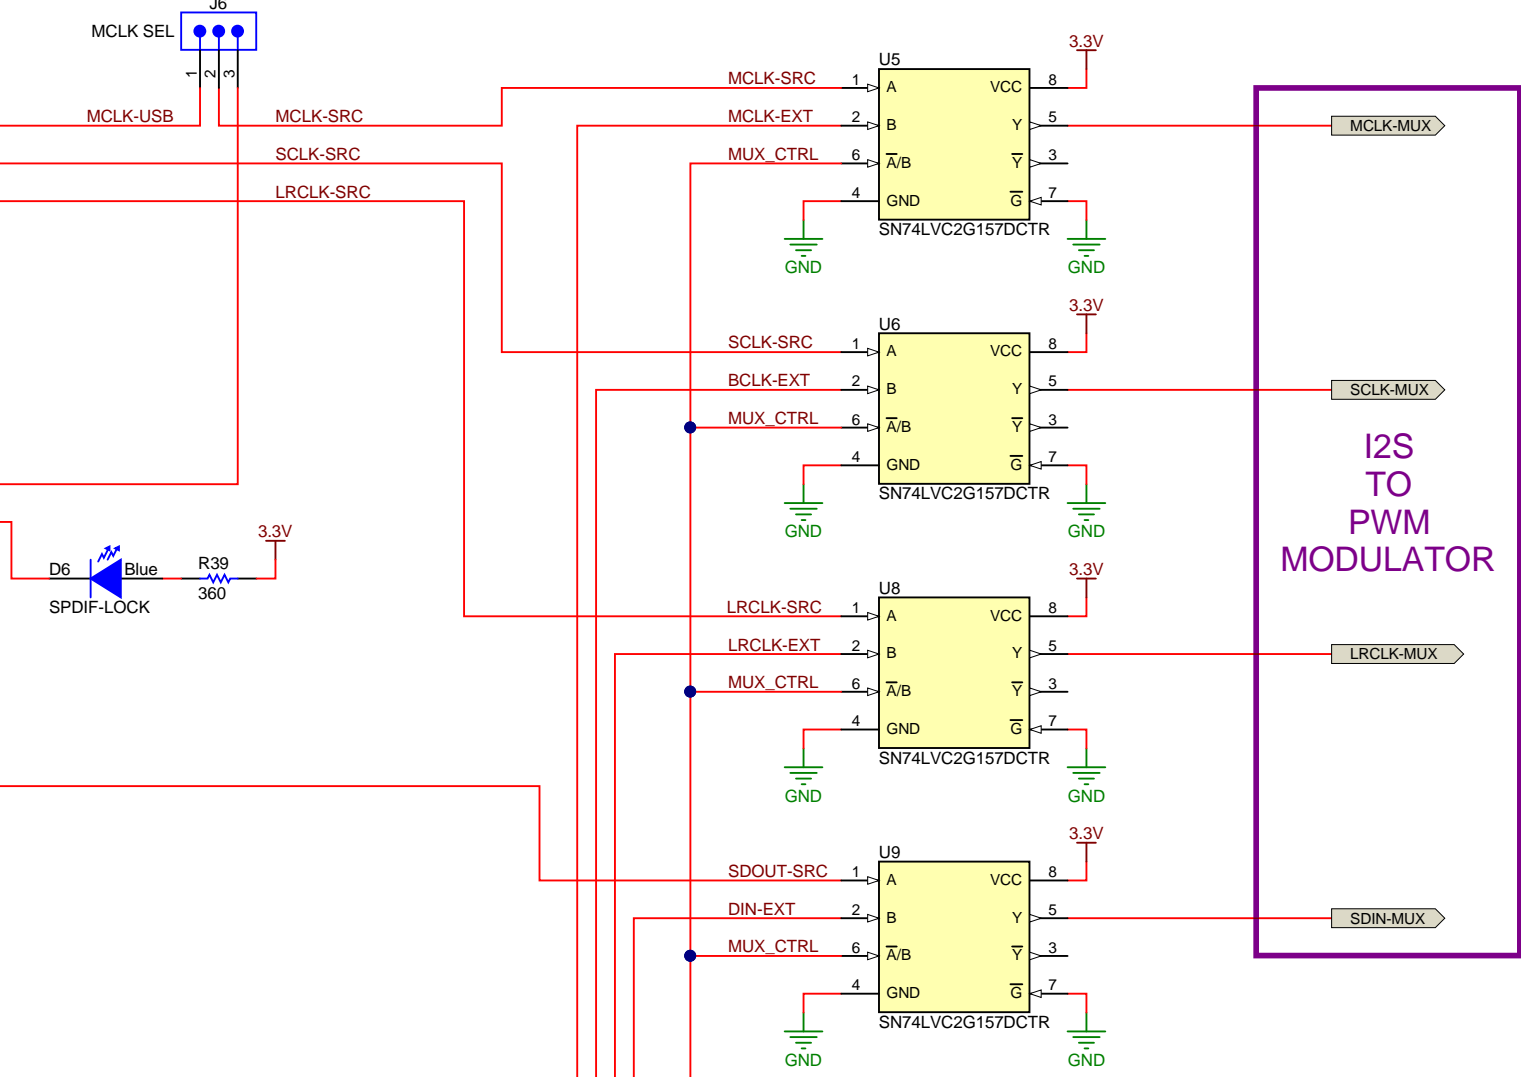 J6
MCLK SEL
1
2
3
MCLK-USB
MCLK-SRC
SCLK-SRC
LRCLK-SRC
3.3V
D6
Blue
SPDIF-LOCK
R39
360
U5
3.3V
MCLK-SRC 1 A VCC 8
MCLK-EXT 2 B Y 5
MUX_CTRL 6 A̅/B Y̅ 3
4 GND G̅ 7
SN74LVC2G157DCTR
GND GND
MCLK-MUX
U6
3.3V
SCLK-SRC 1 A VCC 8
BCLK-EXT 2 B Y 5
MUX_CTRL 6 A̅/B Y̅ 3
4 GND G̅ 7
SN74LVC2G157DCTR
GND GND
SCLK-MUX
U8
3.3V
LRCLK-SRC 1 A VCC 8
LRCLK-EXT 2 B Y 5
MUX_CTRL 6 A̅/B Y̅ 3
4 GND G̅ 7
SN74LVC2G157DCTR
GND GND
LRCLK-MUX
U9
3.3V
SDOUT-SRC 1 A VCC 8
DIN-EXT 2 B Y 5
MUX_CTRL 6 A̅/B Y̅ 3
4 GND G̅ 7
SN74LVC2G157DCTR
GND GND
SDIN-MUX
I2S
TO
PWM
MODULATOR